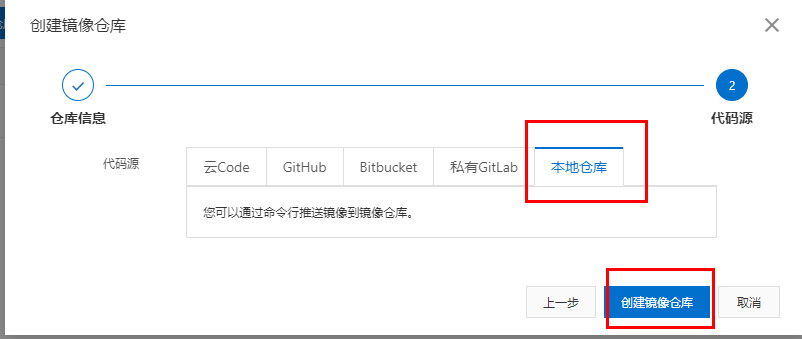 创建镜像仓库
2
仓库信息 代码源
代码源 云Code GitHub Bitbucket 私有GitLab 本地仓库
您可以通过命令行推送镜像到镜像仓库。
上一步 创建镜像仓库 取消